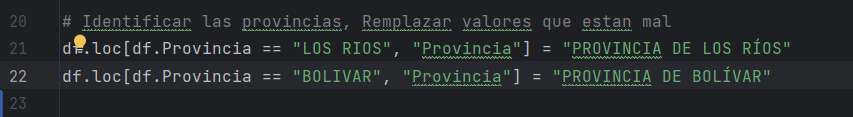 20 # Identificar las provincias, Remplazar valores que estan mal
21 df.loc[df.Provincia == "LOS RIOS", "Provincia"] = "PROVINCIA DE LOS RÍOS"
22 df.loc[df.Provincia == "BOLIVAR", "Provincia"] = "PROVINCIA DE BOLÍVAR"
23